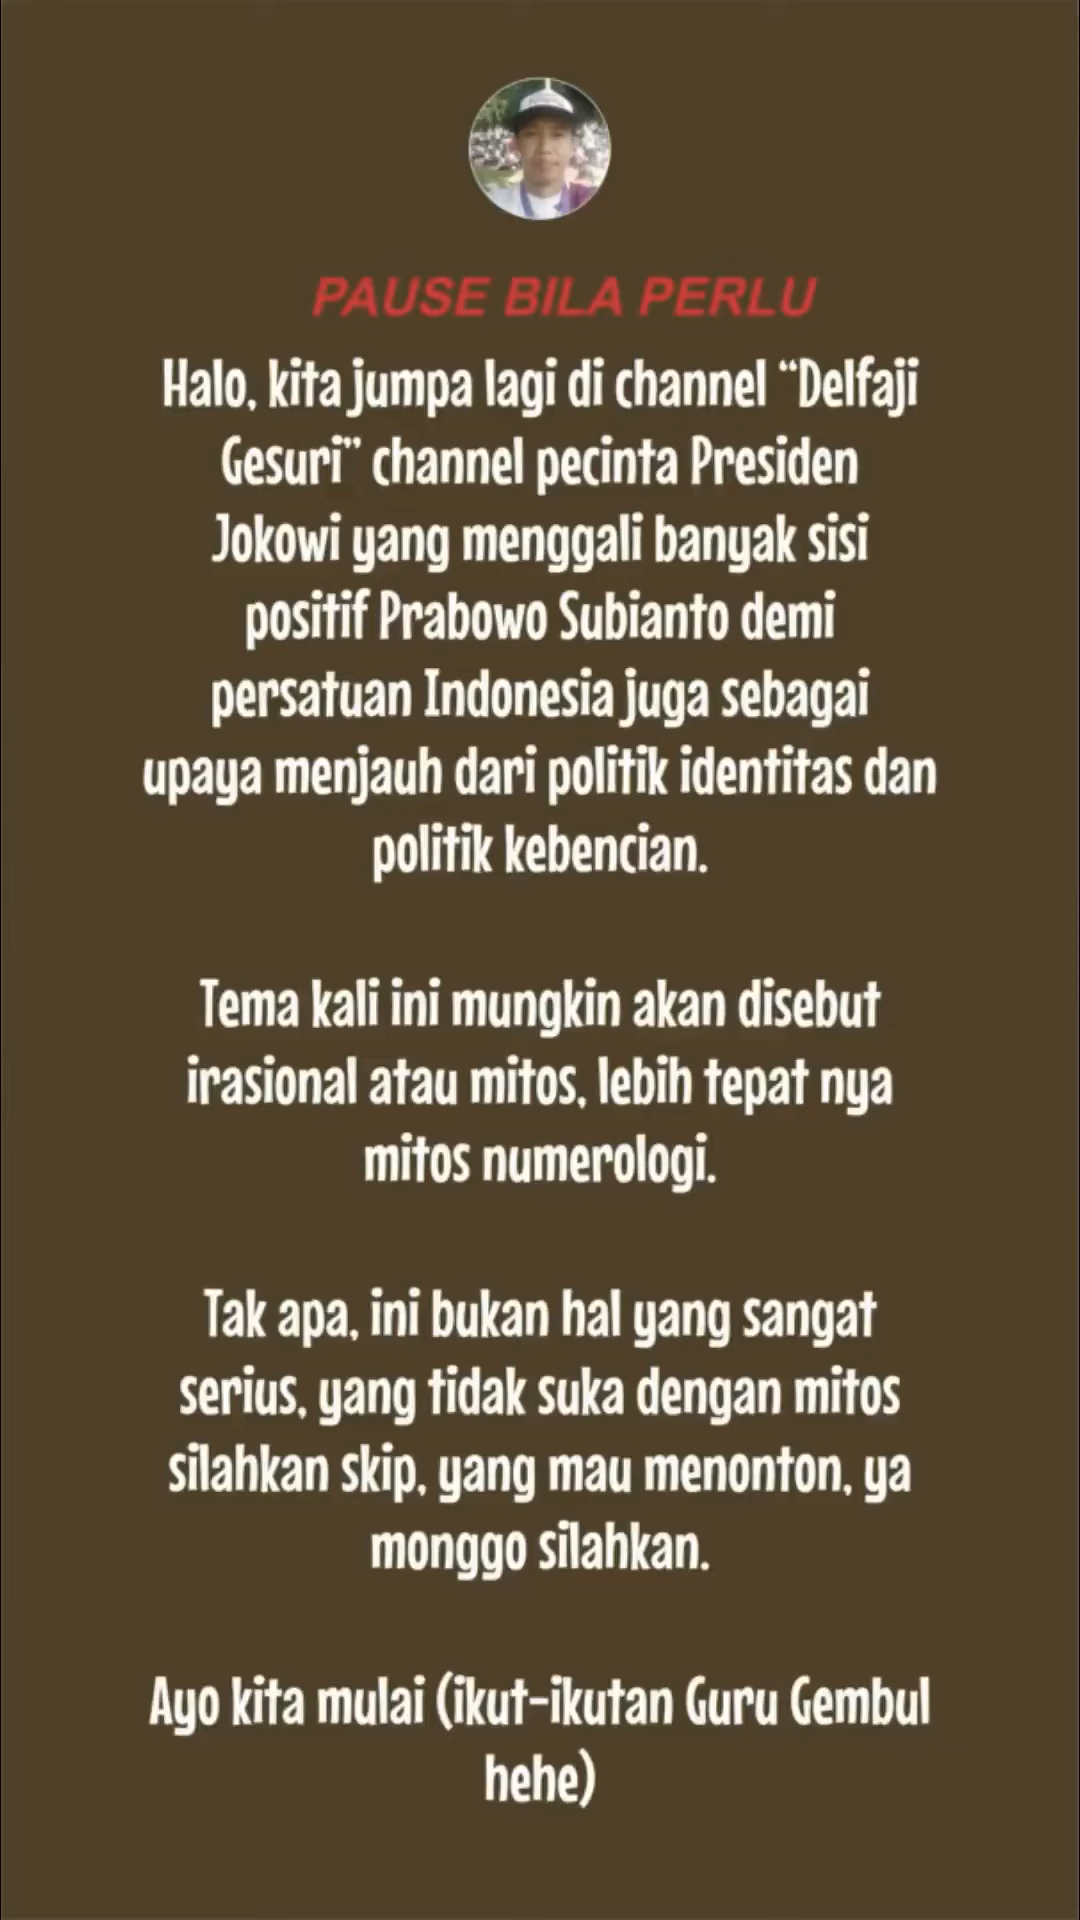 PAUSE BILA PERLU
Halo, kita jumpa lagi di channel “Delfaji
Gesuri” channel pecinta Presiden
Jokowi yang menggali banyak sisi
positif Prabowo Subianto demi
persatuan Indonesia juga sebagai
upaya menjauh dari politik identitas dan
politik kebencian.
Tema kali ini mungkin akan disebut
irasional atau mitos, lebih tepat nya
mitos numerologi.
Tak apa, ini bukan hal yang sangat
serius, yang tidak suka dengan mitos
silahkan skip, yang mau menonton, ya
monggo silahkan.
Ayo kita mulai (ikut-ikutan Guru Gembul
hehe)